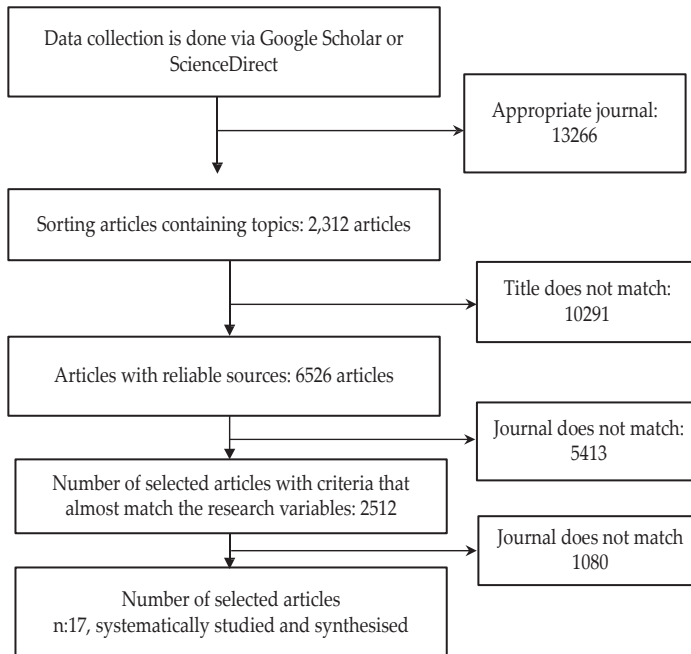 Data collection is done via Google Scholar or
ScienceDirect
Appropriate journal:
13266
Sorting articles containing topics: 2,312 articles
Title does not match:
10291
Articles with reliable sources: 6526 articles
Journal does not match:
5413
Number of selected articles with criteria that
almost match the research variables: 2512
Journal does not match
1080
Number of selected articles
n:17, systematically studied and synthesised